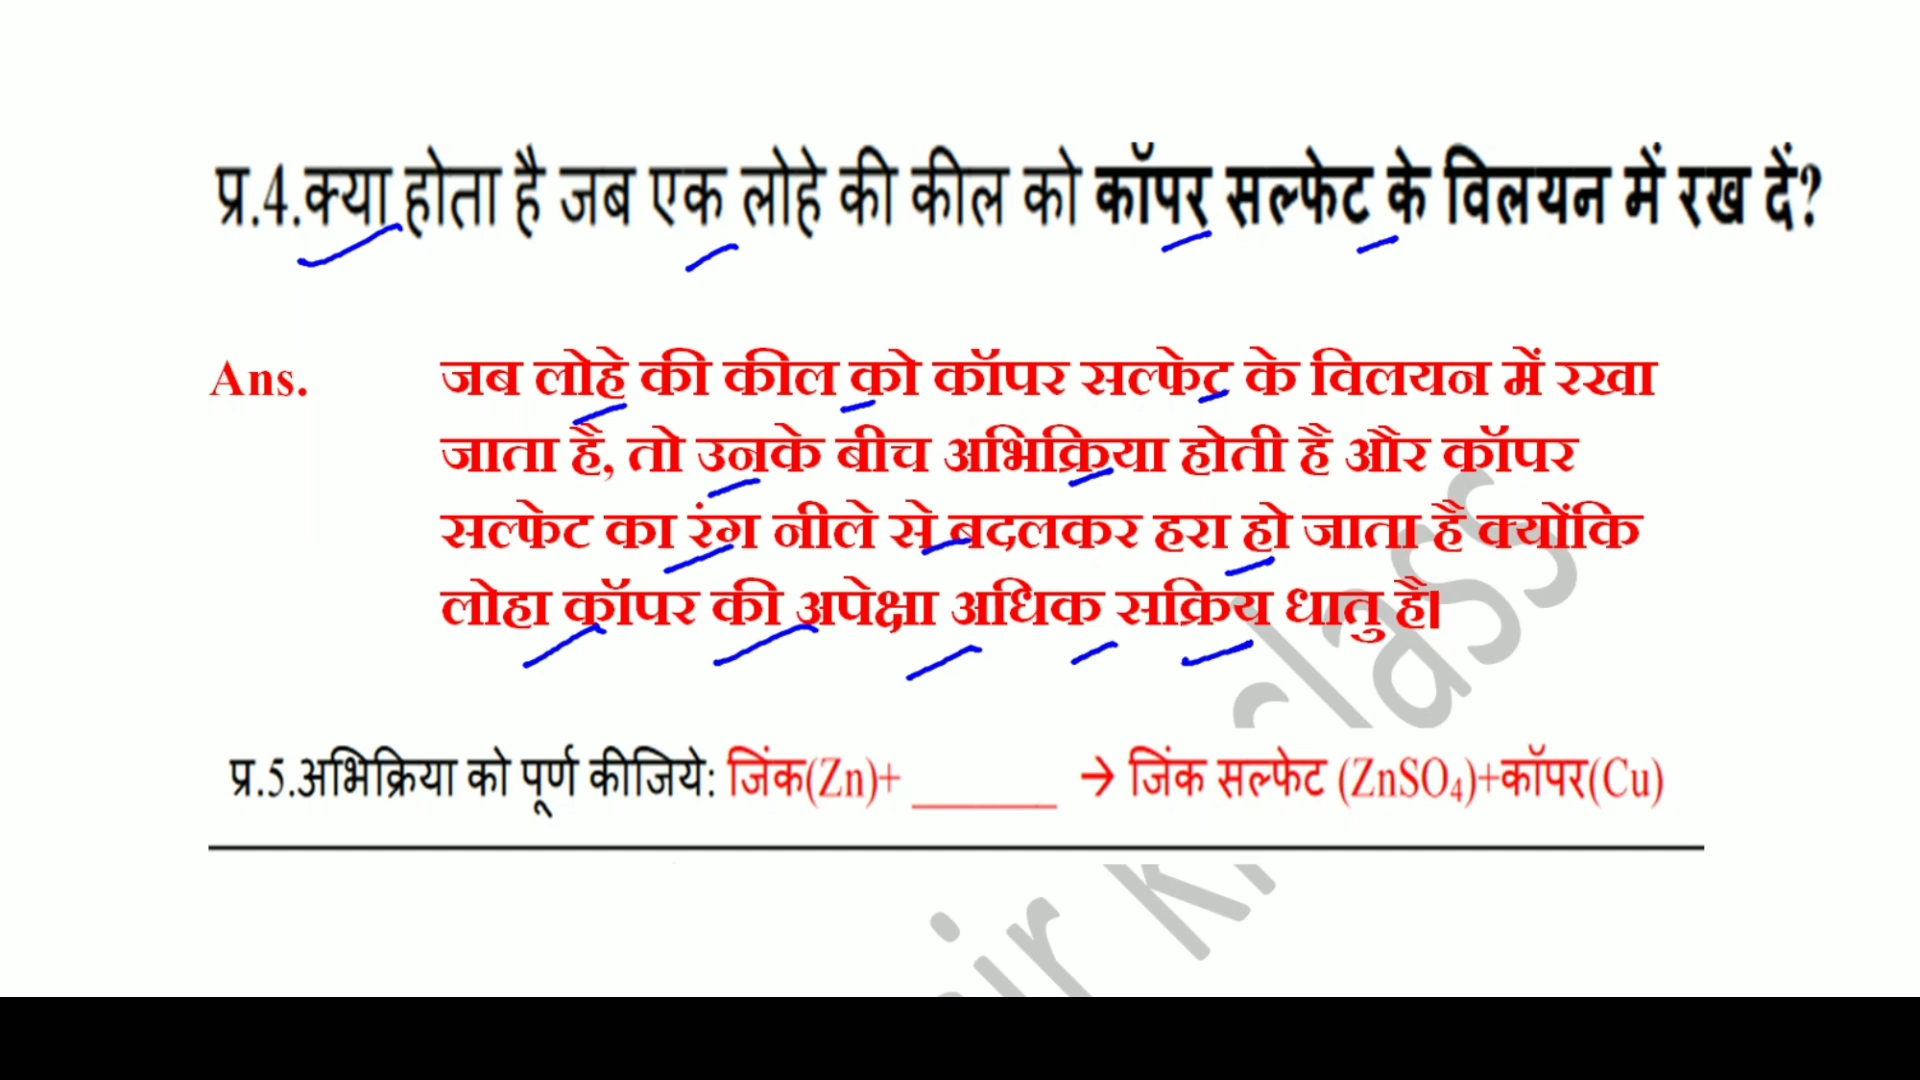 प्र.4.क्या होता है जब एक लोहे की कील को कॉपर सल्फेट के विलयन में रख दें?
Ans. जब लोहे की कील को कॉपर सल्फेट के विलयन में रखा
जाता है, तो उनके बीच अभिक्रिया होती है और कॉपर
सल्फेट का रंग नीले से बदलकर हरा हो जाता है क्योंकि
लोहा कॉपर की अपेक्षा अधिक सक्रिय धातु है।
प्र.5.अभिक्रिया को पूर्ण कीजिये: जिंक(Zn)+ ______ → जिंक सल्फेट (ZnSO₄)+कॉपर(Cu)